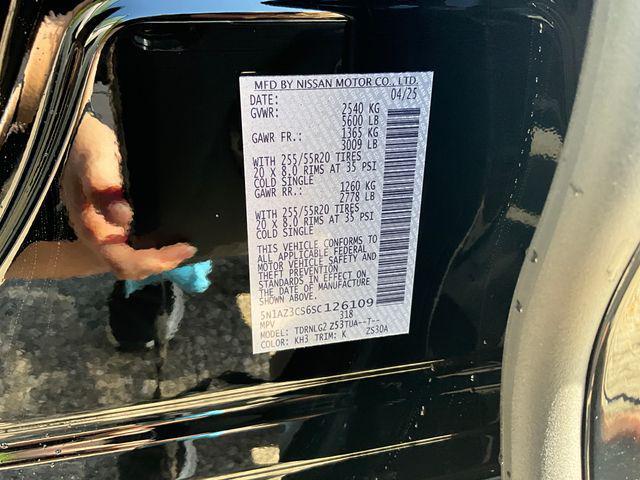 MFD BY NISSAN MOTOR CO., LTD.
DATE: 04/25
GVWR: 2540 KG
5600 LB
GAWR FR.: 1365 KG
3009 LB
WITH 255/55R20 TIRES
20 X 8.0 RIMS AT 35 PSI
COLD SINGLE
GAWR RR.: 1260 KG
2778 LB
WITH 255/55R20 TIRES
20 X 8.0 RIMS AT 35 PSI
COLD SINGLE
THIS VEHICLE CONFORMS TO
ALL APPLICABLE FEDERAL
MOTOR VEHICLE SAFETY AND
THEFT PREVENTION
STANDARDS IN EFFECT ON
THE DATE OF MANUFACTURE
SHOWN ABOVE.
5N1AZ3CS6SC126109
MPV 318
MODEL: TDRNLG2 Z53TUA--T--
COLOR: KH3 TRIM: K ZS30A